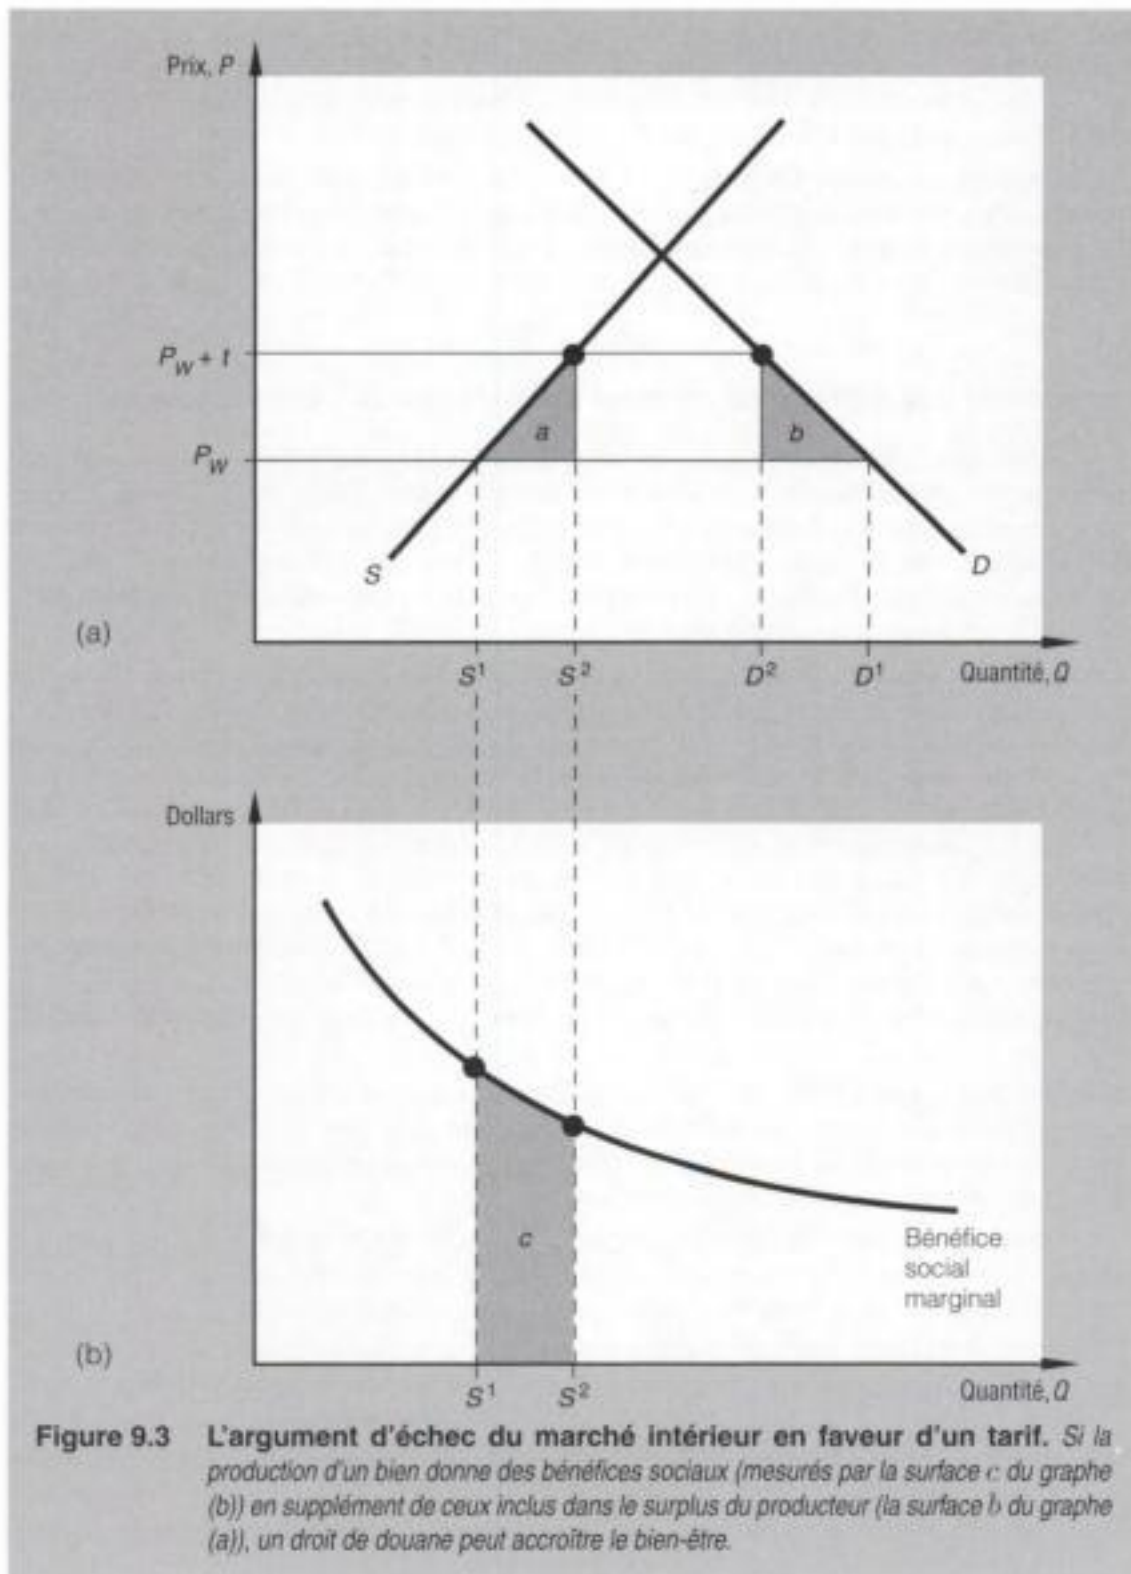 Prix, P
P_W + t
a
b
P_W
S
D
(a)
S¹ S² D² D¹ Quantité, Q
Dollars
c
Bénéfice
social
marginal
(b)
S¹ S² Quantité, Q
Figure 9.3 L'argument d'échec du marché intérieur en faveur d'un tarif. Si la
production d'un bien donne des bénéfices sociaux (mesurés par la surface c du graphe
(b)) en supplément de ceux inclus dans le surplus du producteur (la surface b du graphe
(a)), un droit de douane peut accroître le bien-être.